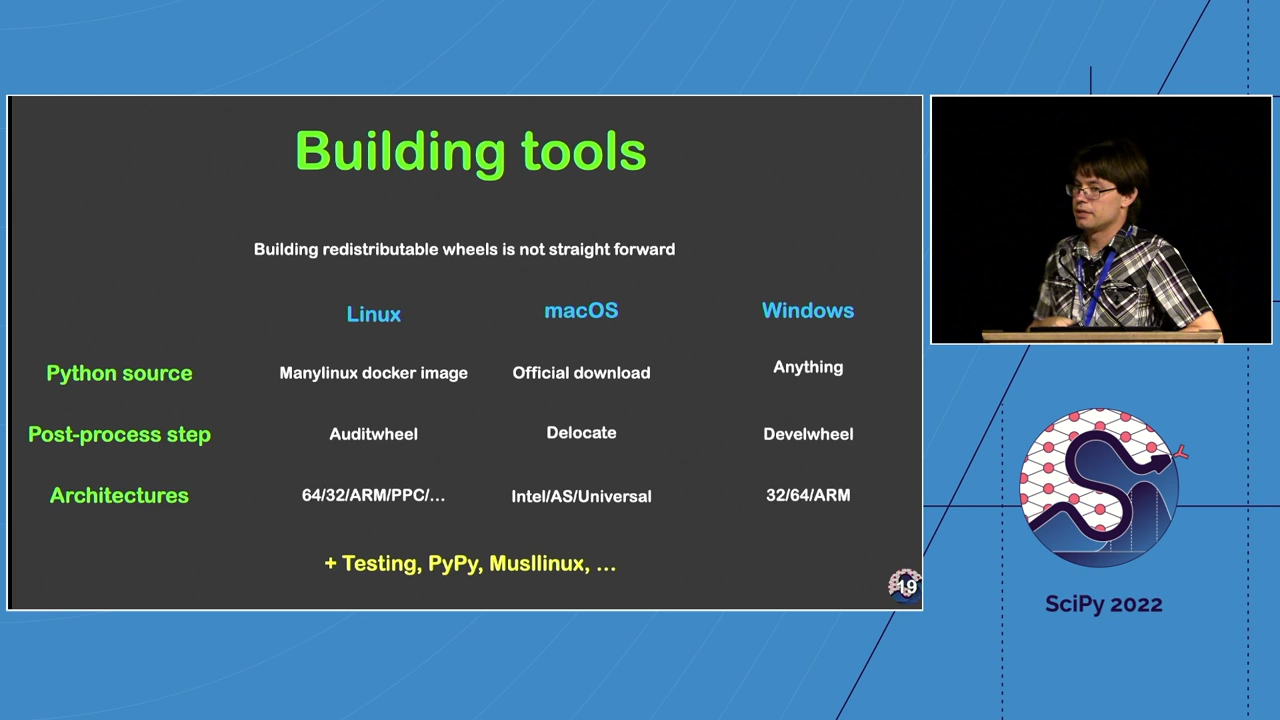 Building tools
Building redistributable wheels is not straight forward
Linux macOS Windows
Python source Manylinux docker image Official download Anything
Post-process step Auditwheel Delocate Develwheel
Architectures 64/32/ARM/PPC/... Intel/AS/Universal 32/64/ARM
+ Testing, PyPy, Musllinux, ...
19
SciPy 2022